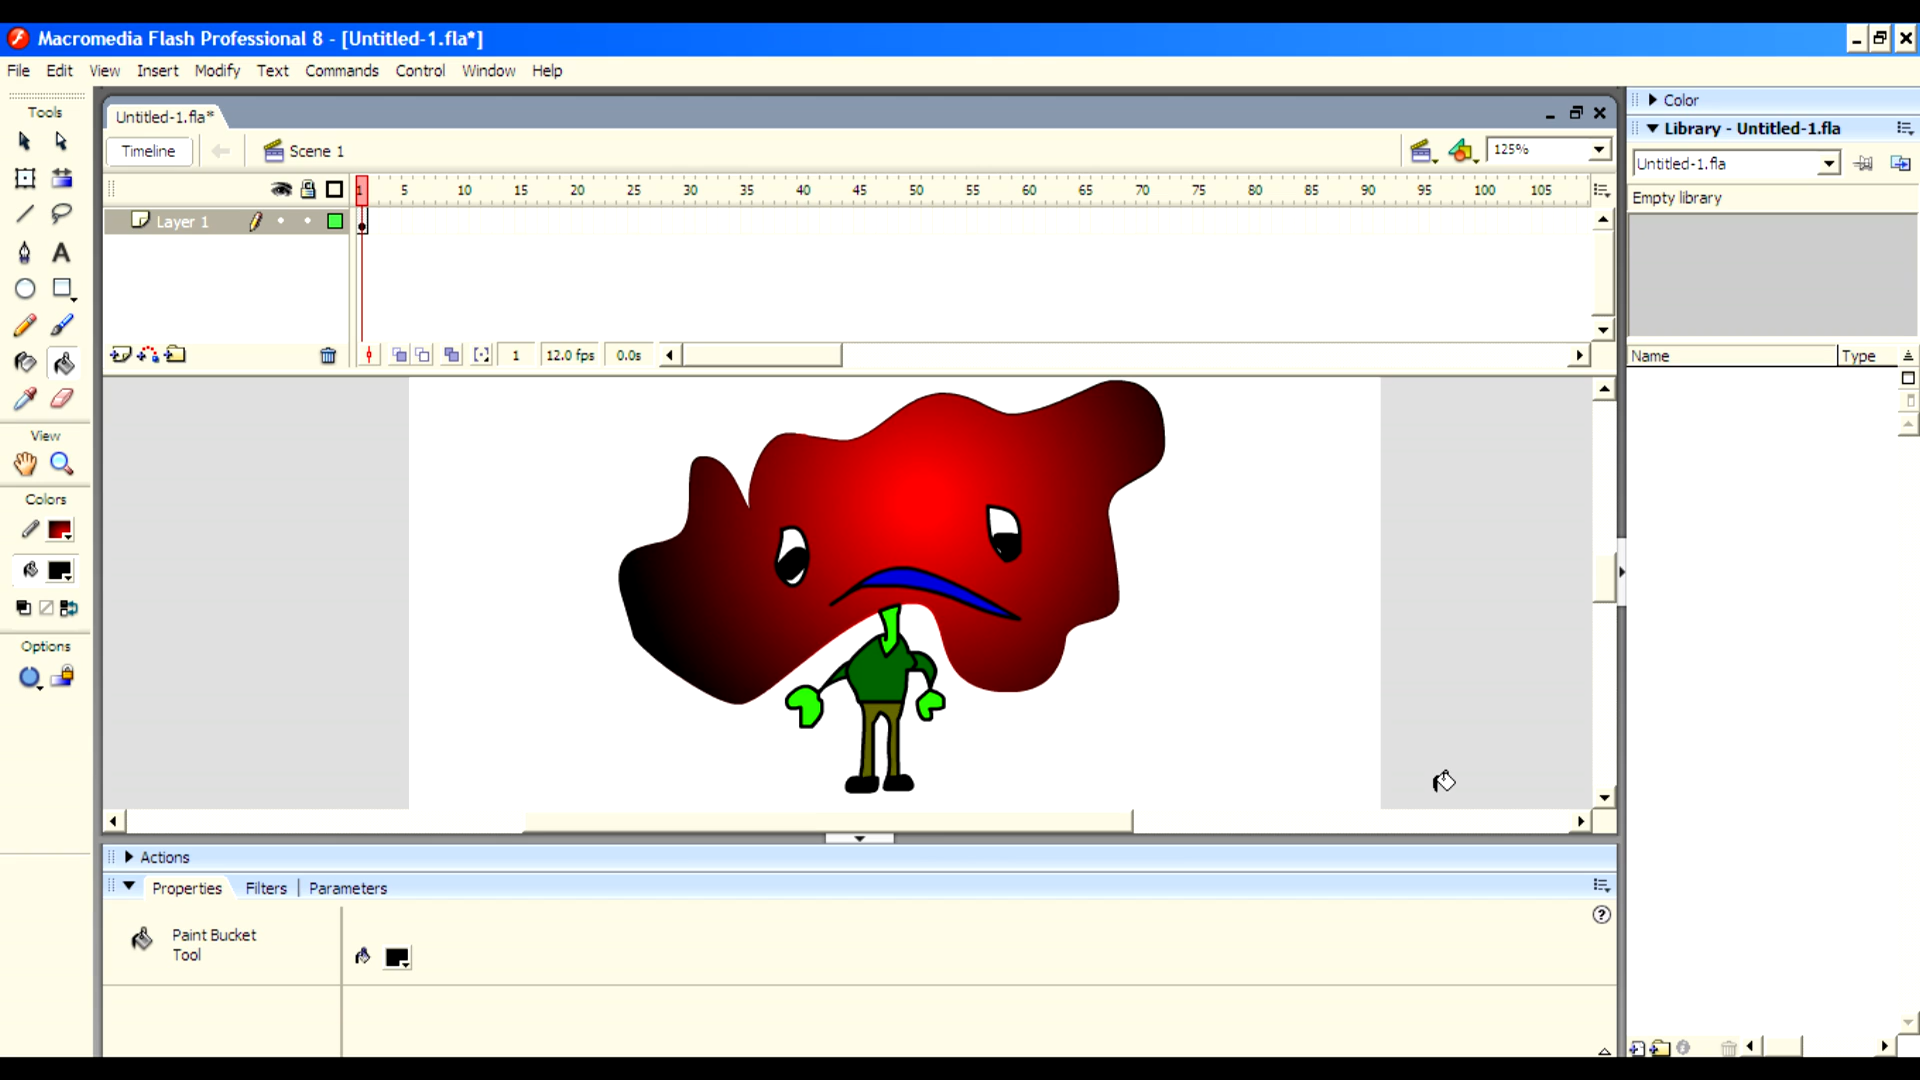 Macromedia Flash Professional 8 - [Untitled-1.fla*]
File Edit View Insert Modify Text Commands Control Window Help
Tools
Untitled-1.fla*
Timeline Scene 1 125%
1 5 10 15 20 25 30 35 40 45 50 55 60 65 70 75 80 85 90 95 100 105
Layer 1
1 12.0 fps 0.0s
View
Colors
Options
Actions
Properties Filters Parameters
Paint Bucket
Tool
Color
Library - Untitled-1.fla
Untitled-1.fla
Empty library
Name Type